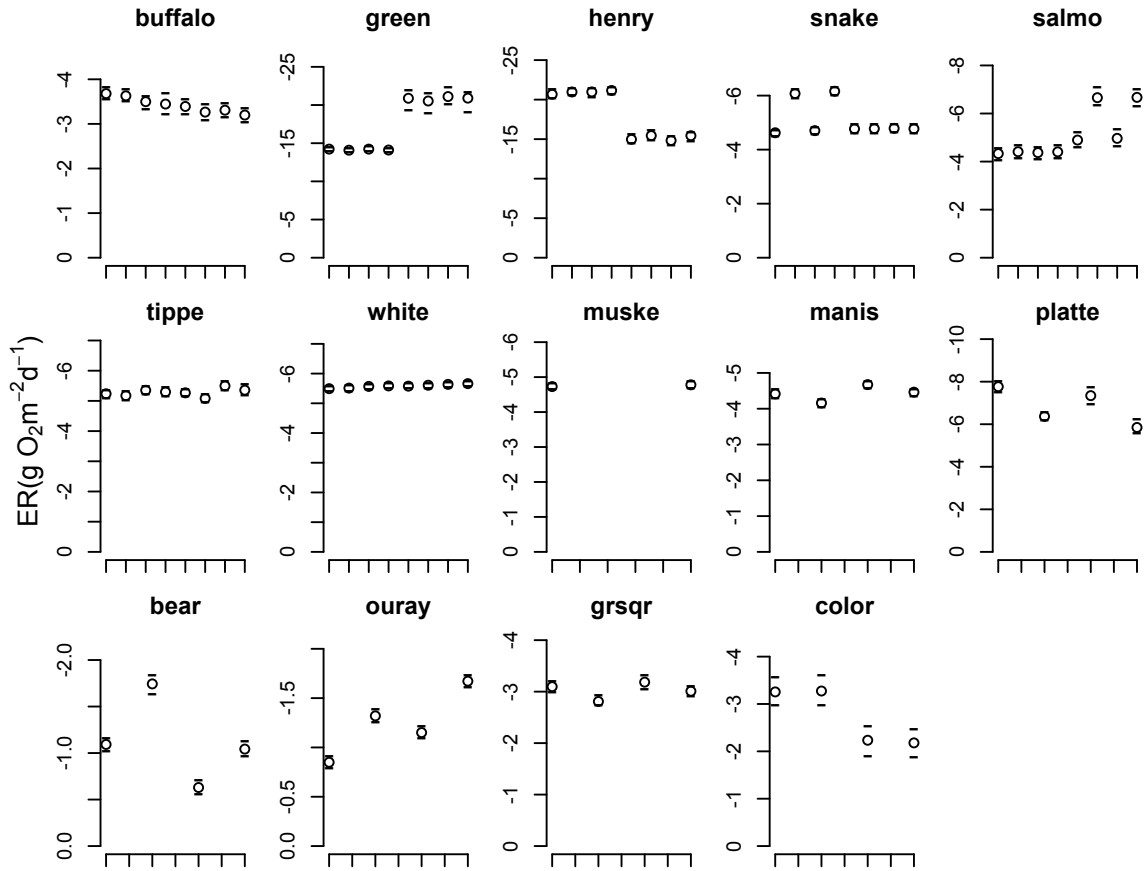 buffalo green henry snake salmo
-4 -3 -2 -1 0
-25 -15 -5 0
-25 -15 -5 0
-6 -4 -2 0
-8 -6 -4 -2 0
tippe white muske manis platte
ER(g O₂m⁻²d⁻¹)
-6 -4 -2 0
-6 -4 -2 0
-6 -5 -4 -3 -2 -1 0
-5 -4 -3 -2 -1 0
-10 -8 -6 -4 -2 0
bear ouray grsqr color
-2.0 -1.0 0.0
-1.5 -0.5 0.0
-4 -3 -2 -1 0
-4 -3 -2 -1 0